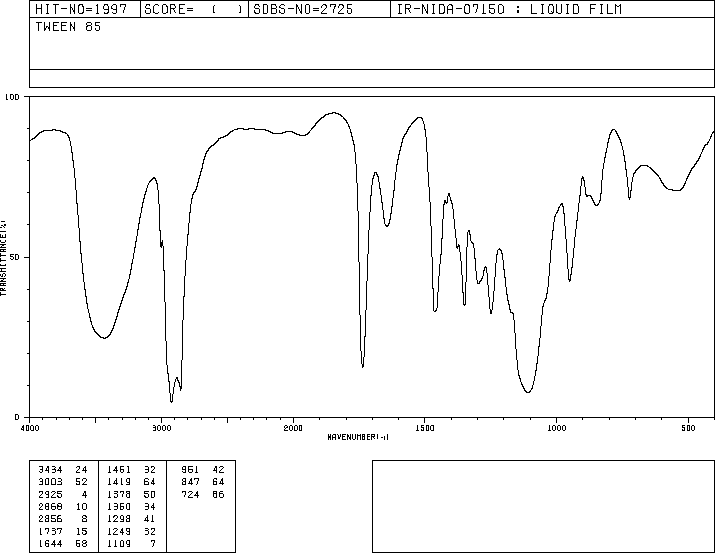 HIT-NO=1997 SCORE= ( ) SDBS-NO=2725 IR-NIDA-07150 : LIQUID FILM
TWEEN 85
100
50
0
TRANSMITTANCE(%)
4000 3000 2000 1500 1000 500
WAVENUMBER(-1)
3434 24 1461 32 951 42
3003 52 1419 64 847 64
2925 4 1378 50 724 66
2868 10 1350 34
2856 8 1298 41
1737 15 1249 32
1644 58 1109 7